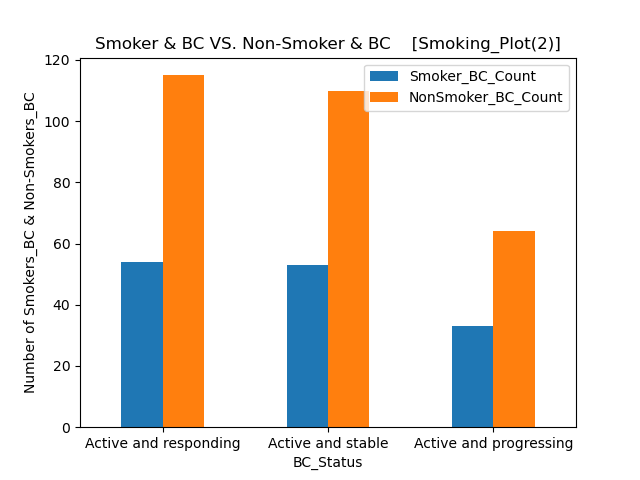 Smoker & BC VS. Non-Smoker & BC    [Smoking_Plot(2)]
Smoker_BC_Count
NonSmoker_BC_Count
Number of Smokers_BC & Non-Smokers_BC
120
100
80
60
40
20
0
Active and responding
Active and stable
Active and progressing
BC_Status